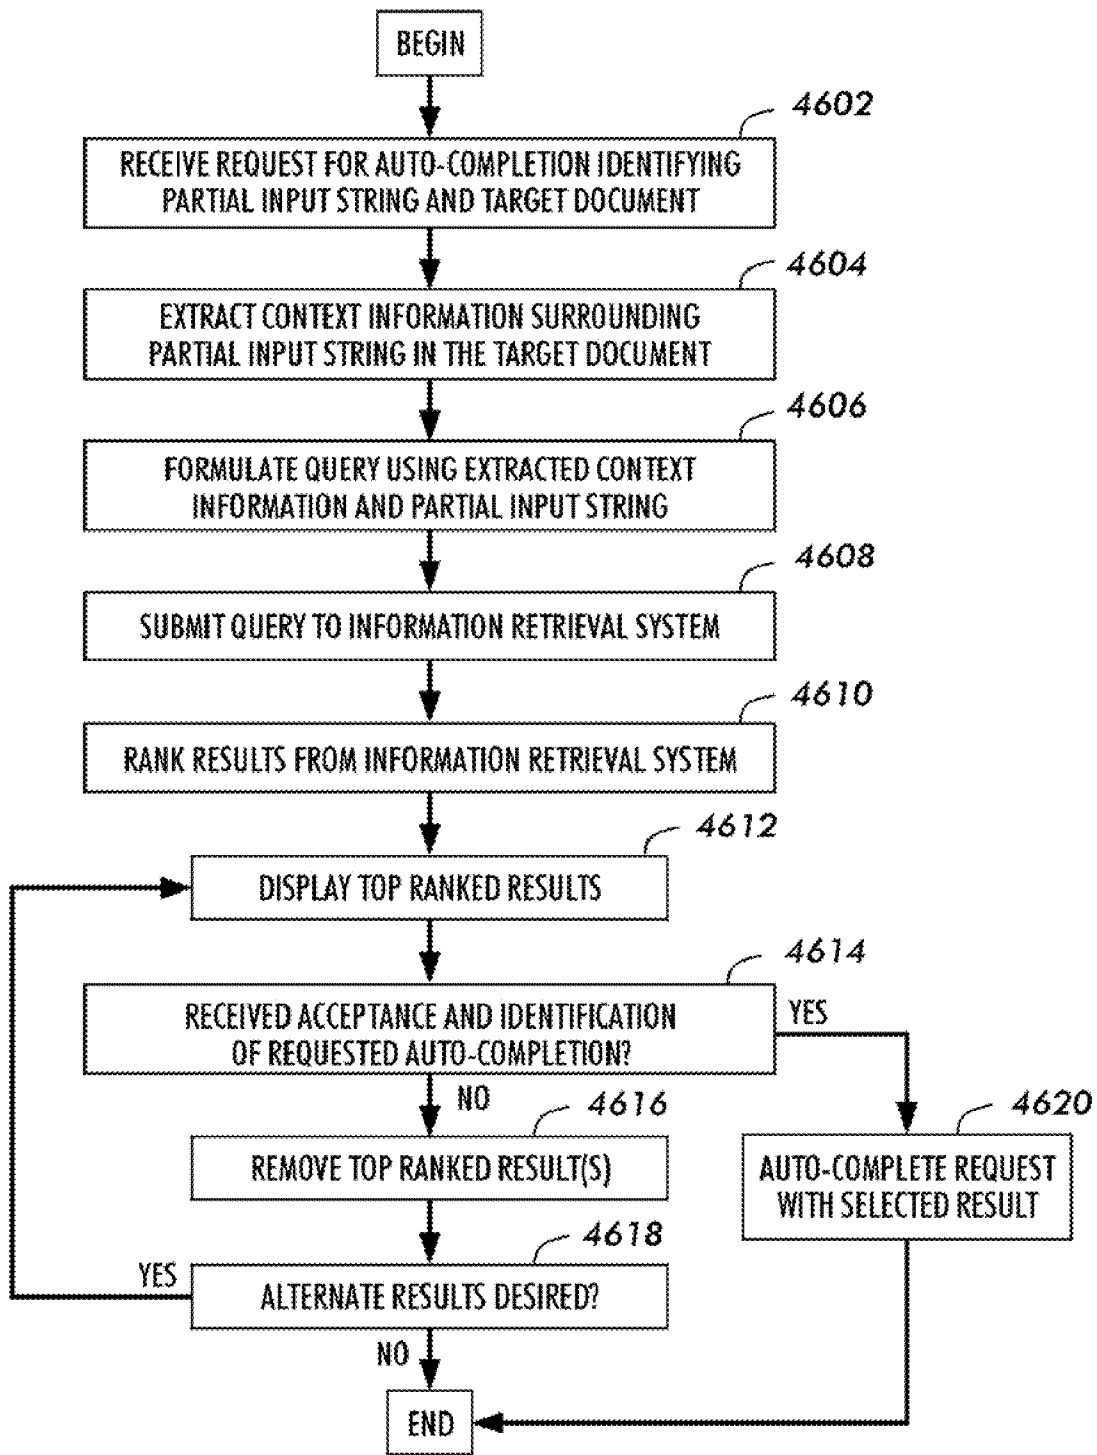 BEGIN
4602
RECEIVE REQUEST FOR AUTO-COMPLETION IDENTIFYING
PARTIAL INPUT STRING AND TARGET DOCUMENT
4604
EXTRACT CONTEXT INFORMATION SURROUNDING
PARTIAL INPUT STRING IN THE TARGET DOCUMENT
4606
FORMULATE QUERY USING EXTRACTED CONTEXT
INFORMATION AND PARTIAL INPUT STRING
4608
SUBMIT QUERY TO INFORMATION RETRIEVAL SYSTEM
4610
RANK RESULTS FROM INFORMATION RETRIEVAL SYSTEM
4612
DISPLAY TOP RANKED RESULTS
4614
RECEIVED ACCEPTANCE AND IDENTIFICATION
OF REQUESTED AUTO-COMPLETION?
YES
NO
4616
REMOVE TOP RANKED RESULT(S)
4620
AUTO-COMPLETE REQUEST
WITH SELECTED RESULT
4618
YES
ALTERNATE RESULTS DESIRED?
NO
END